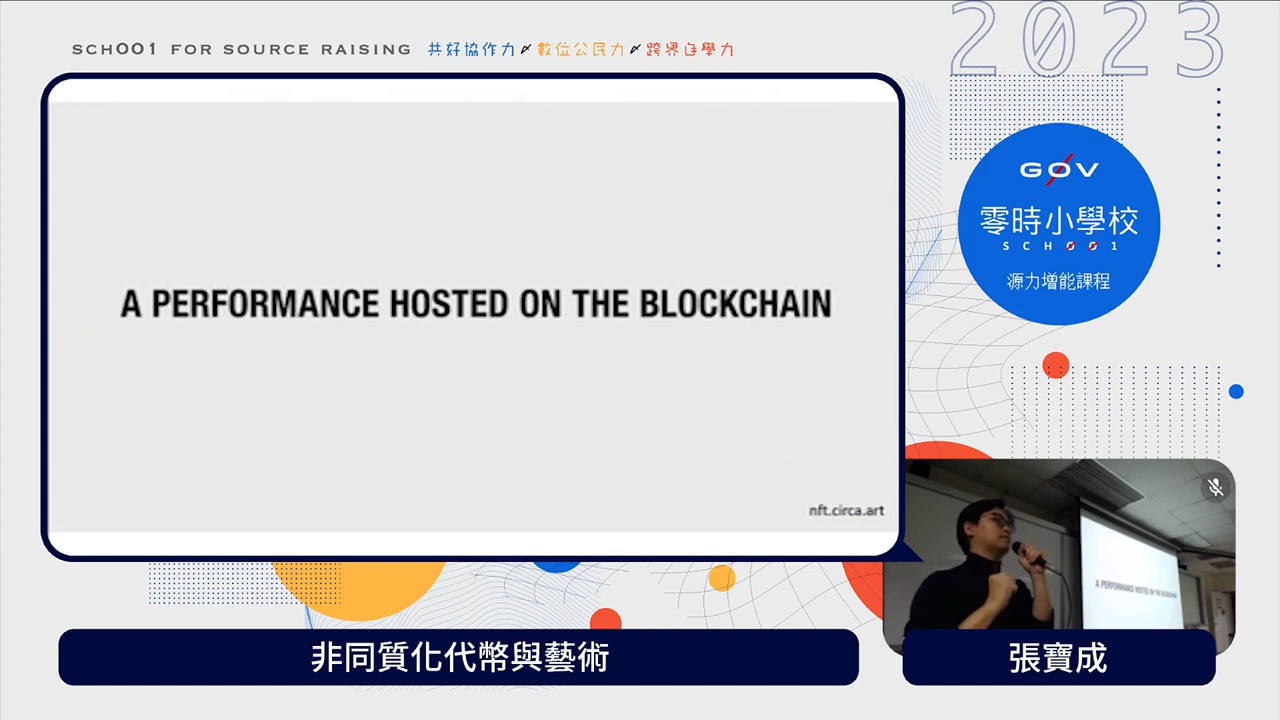 SCHOO1 FOR SOURCE RAISING 共好協作力 數位公民力 跨界自學力
2023
G0V
零時小學校
SCH001
源力增能課程
A PERFORMANCE HOSTED ON THE BLOCKCHAIN
nft.circa.art
A PERFORMANCE HOSTED ON THE BLOCKCHAIN
非同質化代幣與藝術
張寶成